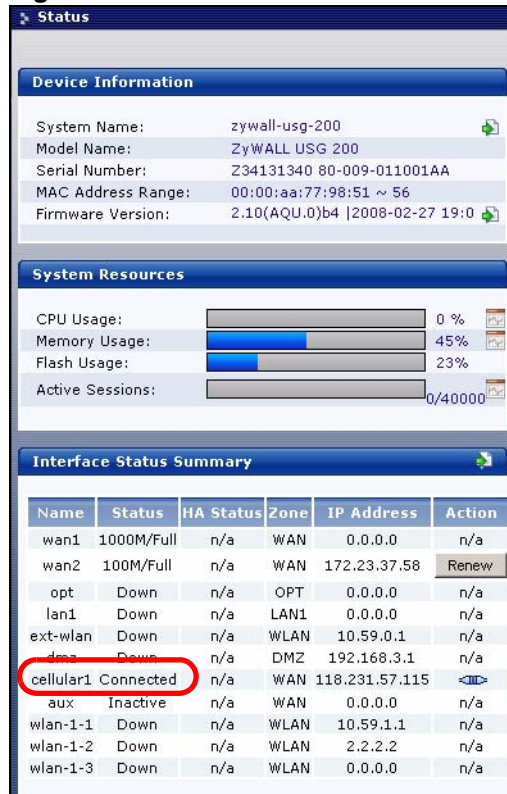 Status
Device Information
System Name: zywall-usg-200
Model Name: ZyWALL USG 200
Serial Number: Z34131340 80-009-011001AA
MAC Address Range: 00:00:aa:77:98:51 ~ 56
Firmware Version: 2.10(AQU.0)b4 |2008-02-27 19:0
System Resources
CPU Usage: 0 %
Memory Usage: 45%
Flash Usage: 23%
Active Sessions: 0/40000
Interface Status Summary
Name Status HA Status Zone IP Address Action
wan1 1000M/Full n/a WAN 0.0.0.0 n/a
wan2 100M/Full n/a WAN 172.23.37.58 Renew
opt Down n/a OPT 0.0.0.0 n/a
lan1 Down n/a LAN1 0.0.0.0 n/a
ext-wlan Down n/a WLAN 10.59.0.1 n/a
dmz Down n/a DMZ 192.168.3.1 n/a
cellular1 Connected n/a WAN 118.231.57.115
aux Inactive n/a WAN 0.0.0.0 n/a
wlan-1-1 Down n/a WLAN 10.59.1.1 n/a
wlan-1-2 Down n/a WLAN 2.2.2.2 n/a
wlan-1-3 Down n/a WLAN 0.0.0.0 n/a